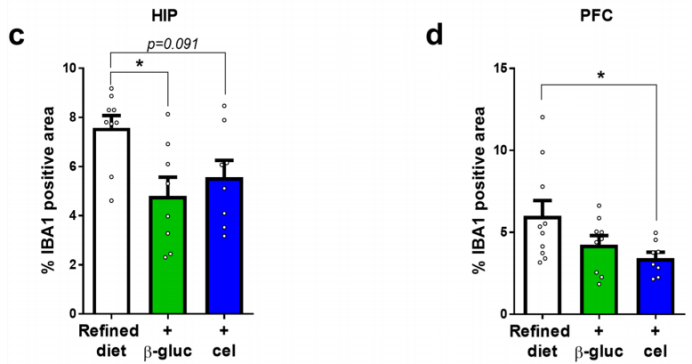 c
HIP
p=0.091
*
% IBA1 positive area
10
8
6
4
2
0
Refined diet
+ β-gluc
+ cel
d
PFC
*
% IBA1 positive area
15
10
5
0
Refined diet
+ β-gluc
+ cel